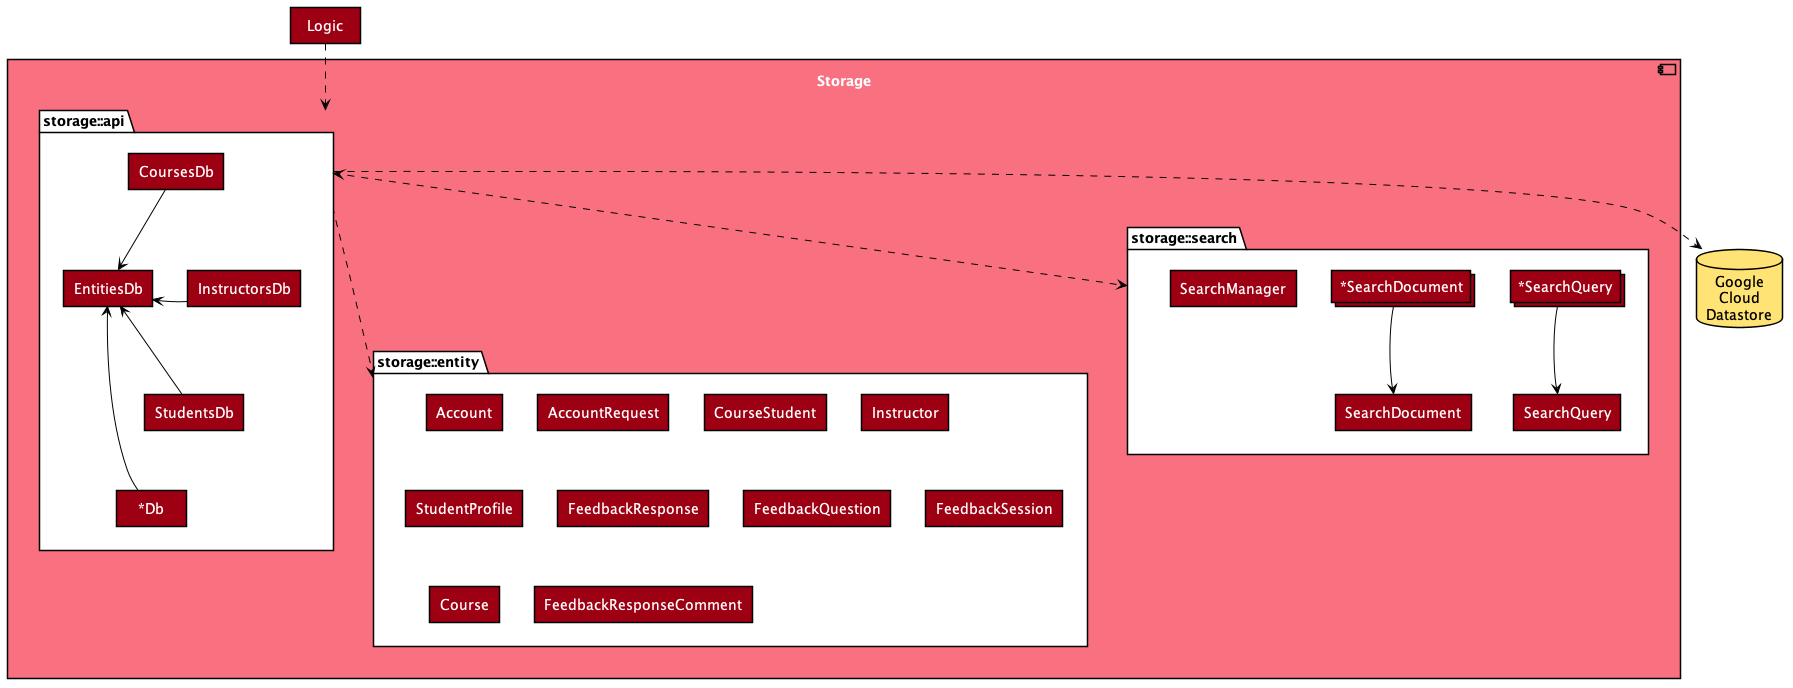 Logic
Storage
storage::api
CoursesDb
EntitiesDb
InstructorsDb
StudentsDb
*Db
storage::entity
Account
AccountRequest
CourseStudent
Instructor
StudentProfile
FeedbackResponse
FeedbackQuestion
FeedbackSession
Course
FeedbackResponseComment
storage::search
SearchManager
*SearchDocument
*SearchQuery
SearchDocument
SearchQuery
Google
Cloud
Datastore